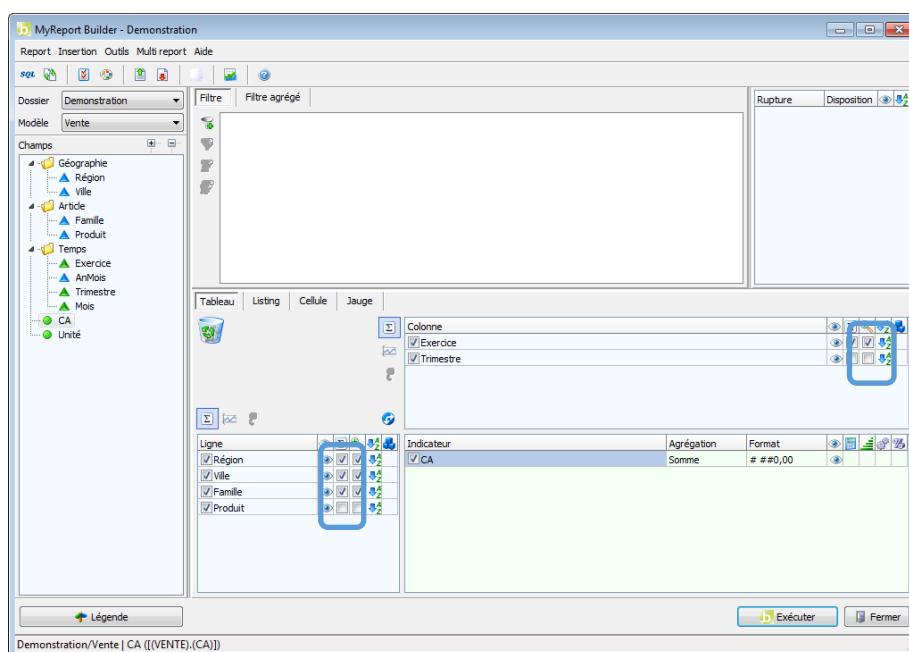 MyReport Builder - Demonstration
Report Insertion Outils Multi report Aide
SQL
Dossier Demonstration
Modèle Vente
Champs
Géographie
Région
Ville
Article
Famille
Produit
Temps
Exercice
AnMois
Trimestre
Mois
CA
Unité
Filtre Filtre agrégé
Rupture Disposition
Tableau Listing Cellule Jauge
Colonne
Exercice
Trimestre
Ligne
Région
Ville
Famille
Produit
Indicateur Agrégation Format
CA Somme # ##0,00
Légende
Exécuter Fermer
Demonstration/Vente | CA ([(VENTE).(CA)])